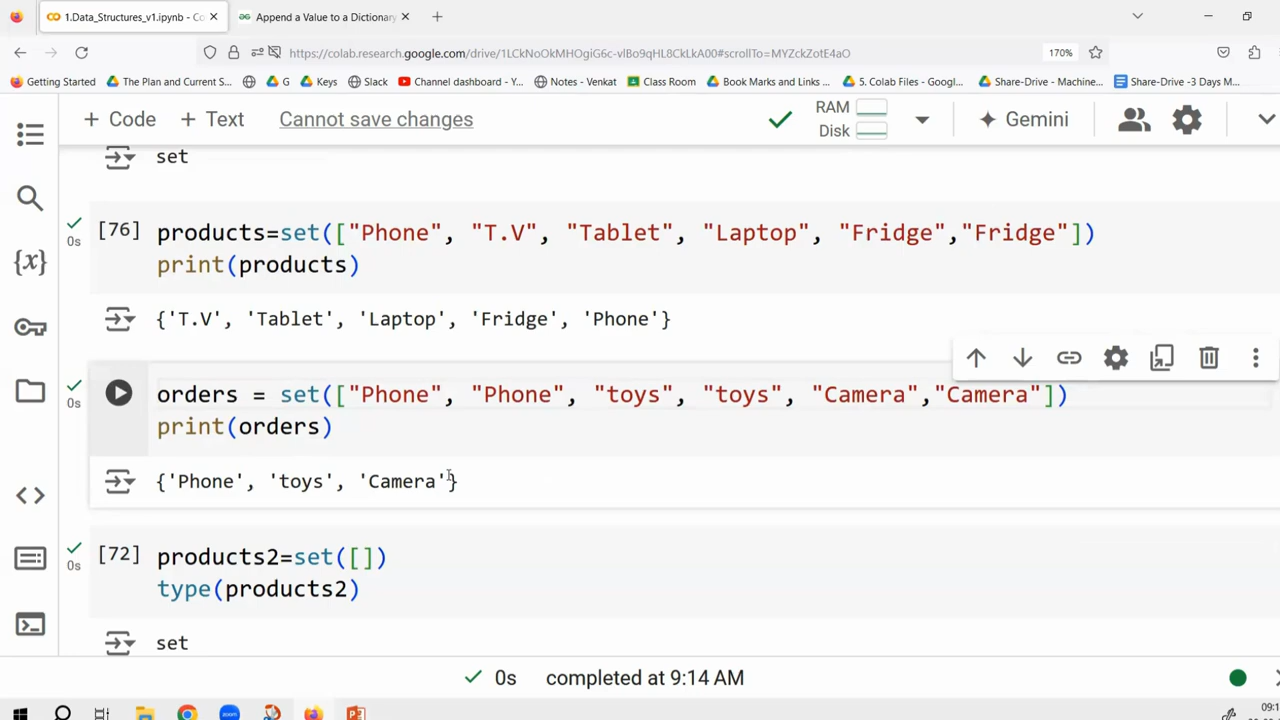 1.Data_Structures_v1.ipynb - Co
Append a Value to a Dictionary
https://colab.research.google.com/drive/1LCkNoOkMHOgiG6c-vlBo9qHL8CkLkA00#scrollTo=MYZckZotE4aO
170%
Getting Started
The Plan and Current S...
G
Keys
Slack
Channel dashboard - Y...
Notes - Venkat
Class Room
Book Marks and Links ...
5. Colab Files - Googl...
Share-Drive - Machine...
Share-Drive -3 Days M...
+ Code
+ Text
Cannot save changes
RAM
Disk
Gemini
set
[76]
0s
products=set(["Phone", "T.V", "Tablet", "Laptop", "Fridge","Fridge"])
print(products)
{'T.V', 'Tablet', 'Laptop', 'Fridge', 'Phone'}
0s
orders = set(["Phone", "Phone", "toys", "toys", "Camera","Camera"])
print(orders)
{'Phone', 'toys', 'Camera'}
[72]
0s
products2=set([])
type(products2)
set
0s completed at 9:14 AM